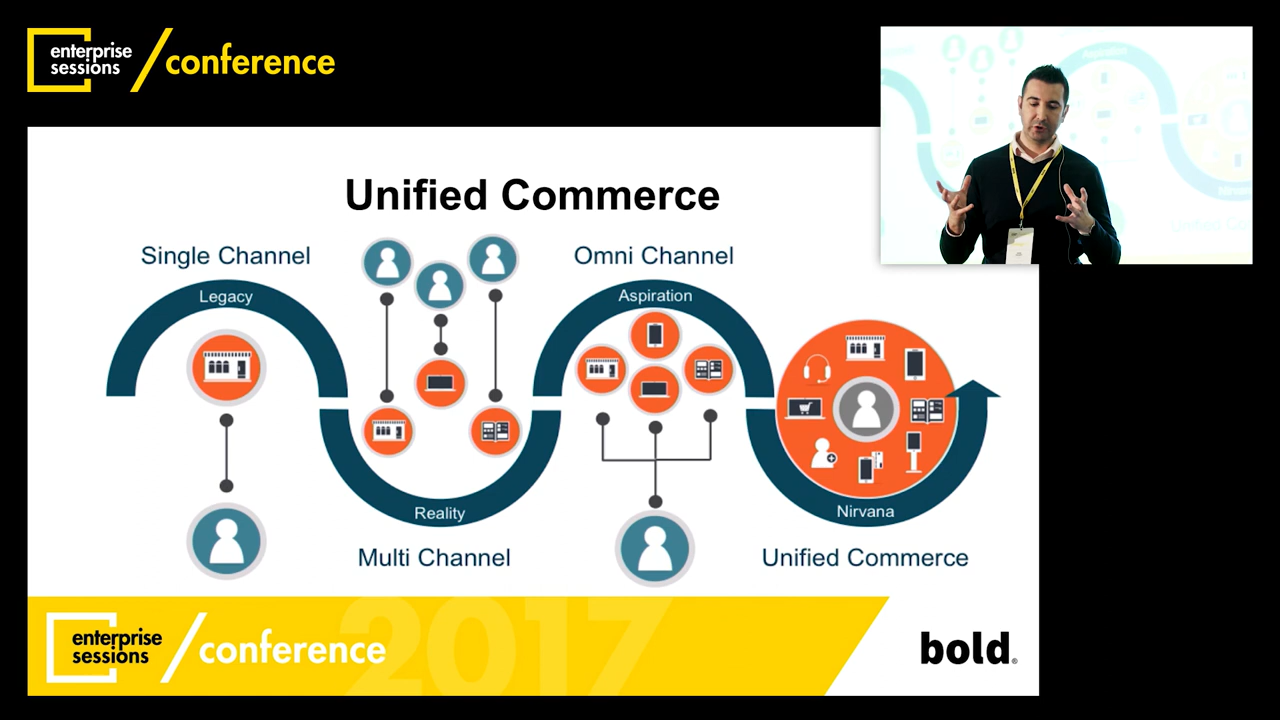 enterprise
sessions
/conference
Unified Commerce
Single Channel
Omni Channel
Legacy
Aspiration
Reality
Nirvana
Multi Channel
Unified Commerce
2017
enterprise
sessions
/conference
bold®